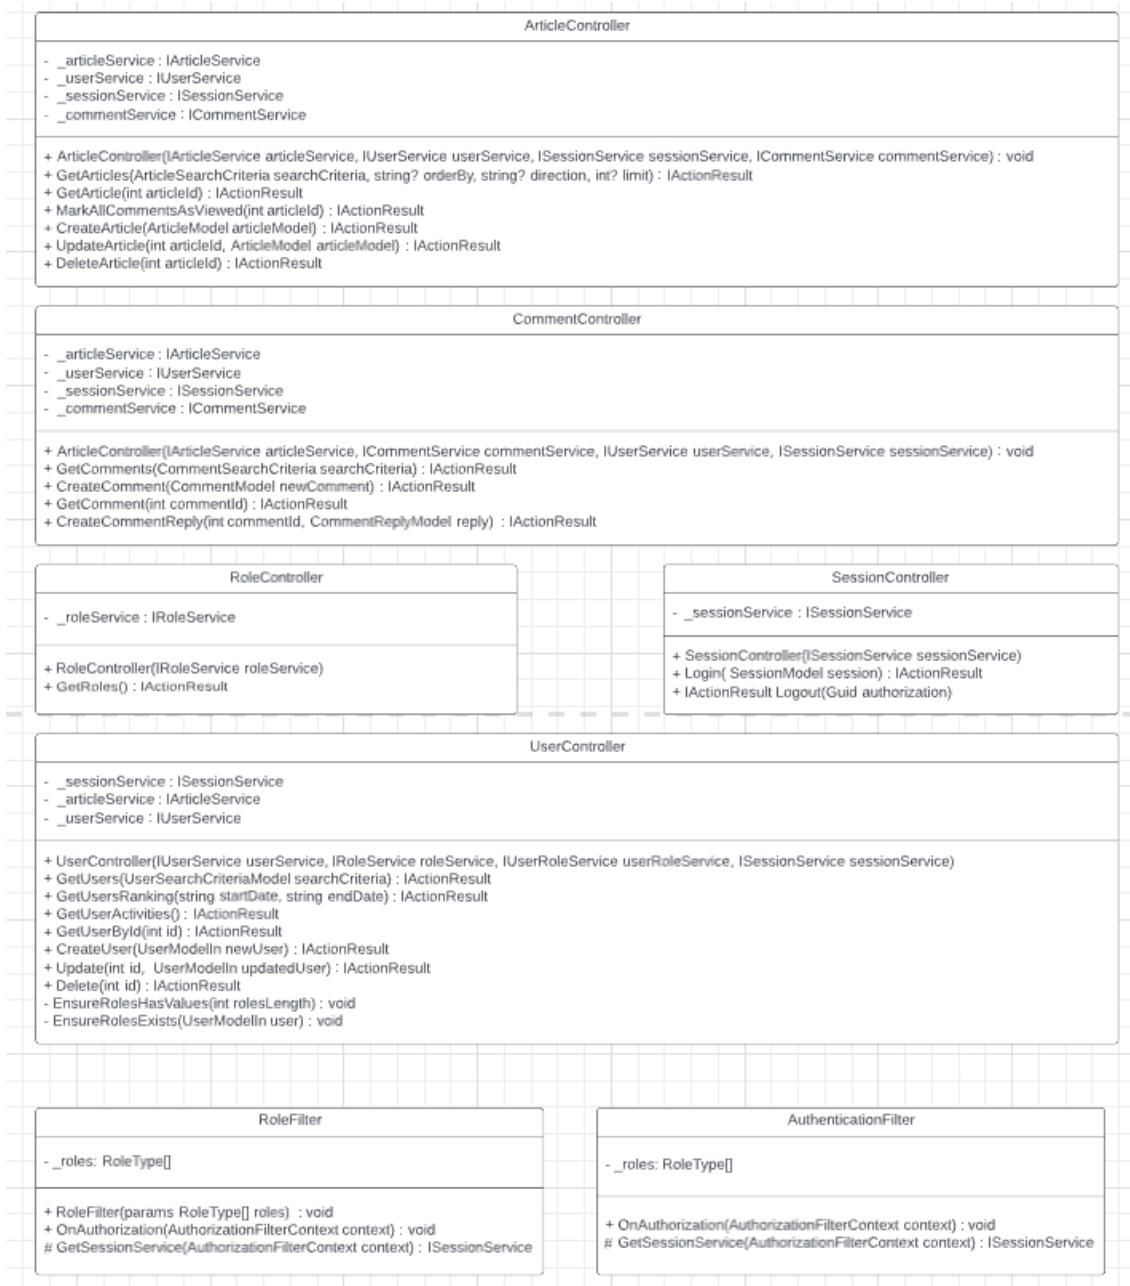 ArticleController
- _articleService : IArticleService
- _userService : IUserService
- _sessionService : ISessionService
- _commentService : ICommentService
+ ArticleController(IArticleService articleService, IUserService userService, ISessionService sessionService, ICommentService commentService) : void
+ GetArticles(ArticleSearchCriteria searchCriteria, string? orderBy, string? direction, int? limit) : IActionResult
+ GetArticle(int articleId) : IActionResult
+ MarkAllCommentsAsViewed(int articleId) : IActionResult
+ CreateArticle(ArticleModel articleModel) : IActionResult
+ UpdateArticle(int articleId, ArticleModel articleModel) : IActionResult
+ DeleteArticle(int articleId) : IActionResult
CommentController
- _articleService : IArticleService
- _userService : IUserService
- _sessionService : ISessionService
- _commentService : ICommentService
+ ArticleController(IArticleService articleService, ICommentService commentService, IUserService userService, ISessionService sessionService) : void
+ GetComments(CommentSearchCriteria searchCriteria) : IActionResult
+ CreateComment(CommentModel newComment) : IActionResult
+ GetComment(int commentId) : IActionResult
+ CreateCommentReply(int commentId, CommentReplyModel reply) : IActionResult
RoleController
- _roleService : IRoleService
+ RoleController(IRoleService roleService)
+ GetRoles() : IActionResult
SessionController
- _sessionService : ISessionService
+ SessionController(ISessionService sessionService)
+ Login( SessionModel session) : IActionResult
+ IActionResult Logout(Guid authorization)
UserController
- _sessionService : ISessionService
- _articleService : IArticleService
- _userService : IUserService
+ UserController(IUserService userService, IRoleService roleService, IUserRoleService userRoleService, ISessionService sessionService)
+ GetUsers(UserSearchCriteriaModel searchCriteria) : IActionResult
+ GetUsersRanking(string startDate, string endDate) : IActionResult
+ GetUserActivities() : IActionResult
+ GetUserById(int id) : IActionResult
+ CreateUser(UserModelIn newUser) : IActionResult
+ Update(int id, UserModelIn updatedUser) : IActionResult
+ Delete(int id) : IActionResult
- EnsureRolesHasValues(int rolesLength) : void
- EnsureRolesExists(UserModelIn user) : void
RoleFilter
- _roles: RoleType[]
+ RoleFilter(params RoleType[] roles) : void
+ OnAuthorization(AuthorizationFilterContext context) : void
# GetSessionService(AuthorizationFilterContext context) : ISessionService
AuthenticationFilter
- _roles: RoleType[]
+ OnAuthorization(AuthorizationFilterContext context) : void
# GetSessionService(AuthorizationFilterContext context) : ISessionService